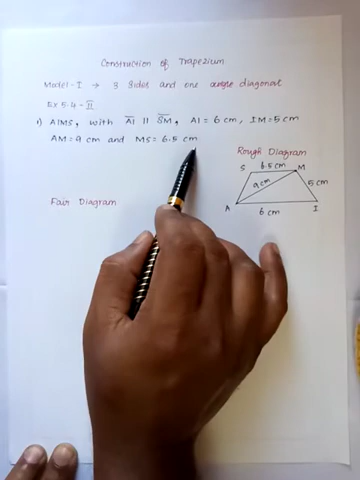 Construction of Trapezium
Model-I → 3 sides and one diagonal
Ex 5.4 - II
1) AIMS, with AI || SM, AI = 6 cm, IM = 5 cm
AM = 9 cm and MS = 6.5 cm
Rough Diagram
S 6.5 cm M
9 cm 5 cm
A I
6 cm
Fair Diagram